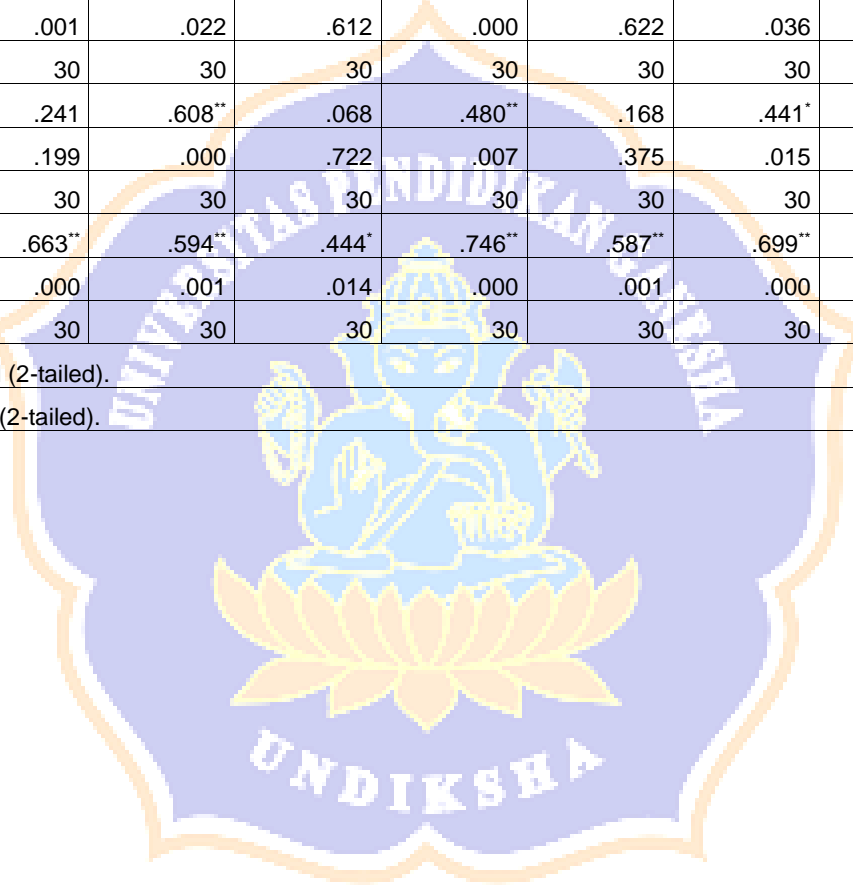 .001 .022 .612 .000 .622 .036
30 30 30 30 30 30
.241 .608** .068 .480** .168 .441*
.199 .000 .722 .007 .375 .015
30 30 30 30 30 30
.663** .594** .444* .746** .587** .699**
.000 .001 .014 .000 .001 .000
30 30 30 30 30 30
(2-tailed).
(2-tailed).
UNIVERSITAS PENDIDIKAN GANESHA
UNDIKSHA